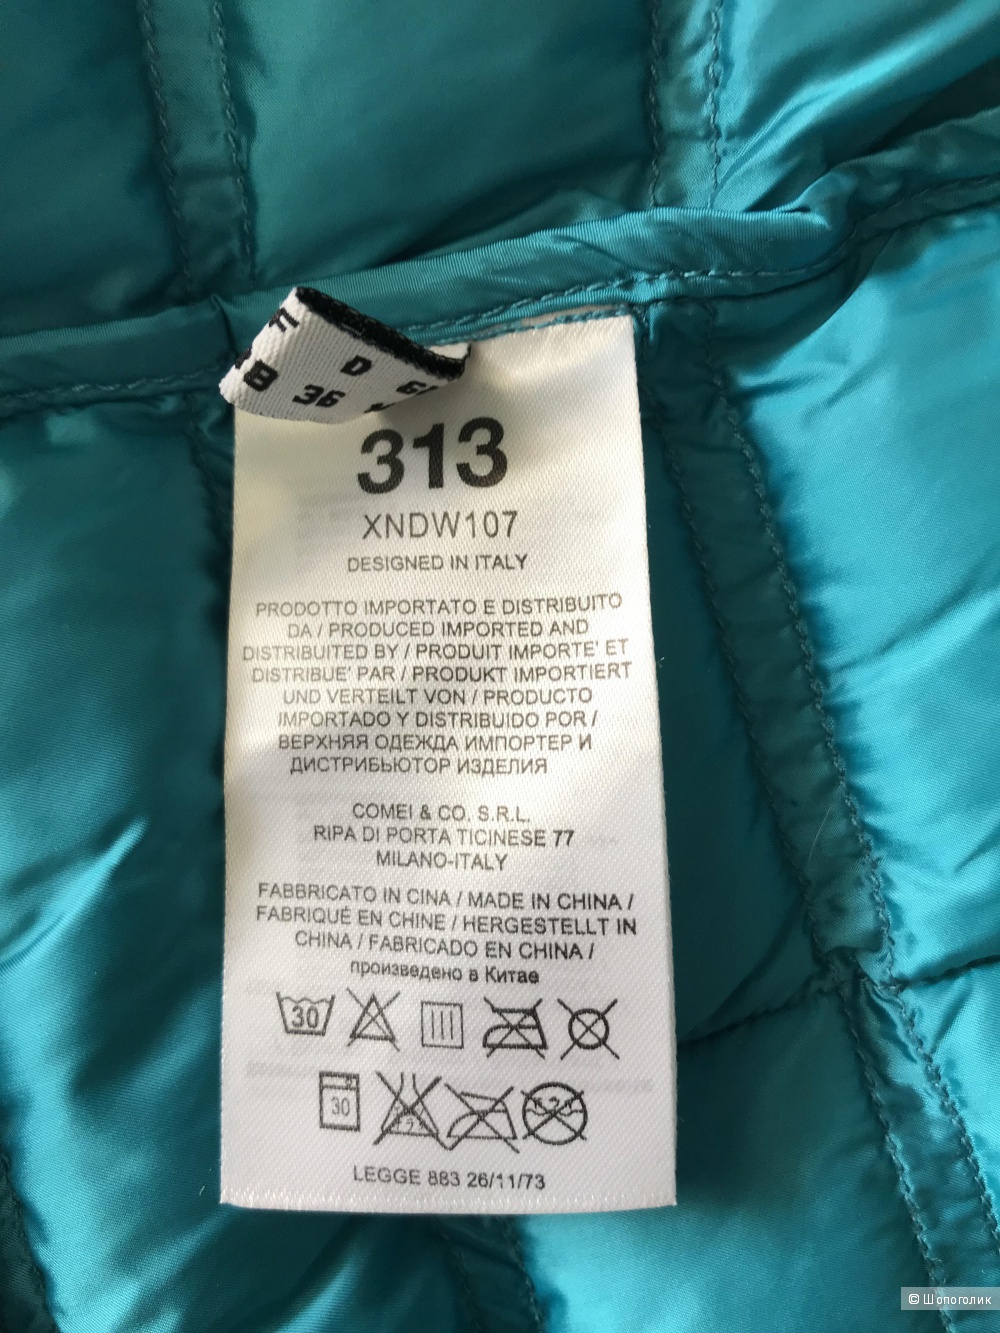 F
D
B 36
313
XNDW107
DESIGNED IN ITALY
PRODOTTO IMPORTATO E DISTRIBUITO
DA / PRODUCED IMPORTED AND
DISTRIBUITED BY / PRODUIT IMPORTE' ET
DISTRIBUE' PAR / PRODUKT IMPORTIERT
UND VERTEILT VON / PRODUCTO
IMPORTADO Y DISTRIBUIDO POR /
ВЕРХНЯЯ ОДЕЖДА ИМПОРТЕР И
ДИСТРИБЬЮТОР ИЗДЕЛИЯ
COMEI & CO. S.R.L.
RIPA DI PORTA TICINESE 77
MILANO-ITALY
FABBRICATO IN CINA / MADE IN CHINA /
FABRIQUÉ EN CHINE / HERGESTELLT IN
CHINA / FABRICADO EN CHINA /
произведено в Китае
30
30
LEGGE 883 26/11/73
© Шопоголик